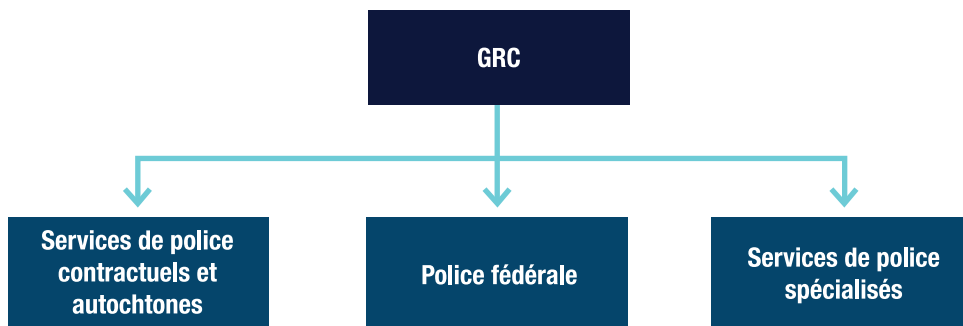 GRC
Services de police
contractuels et
autochtones
Police fédérale
Services de police
spécialisés